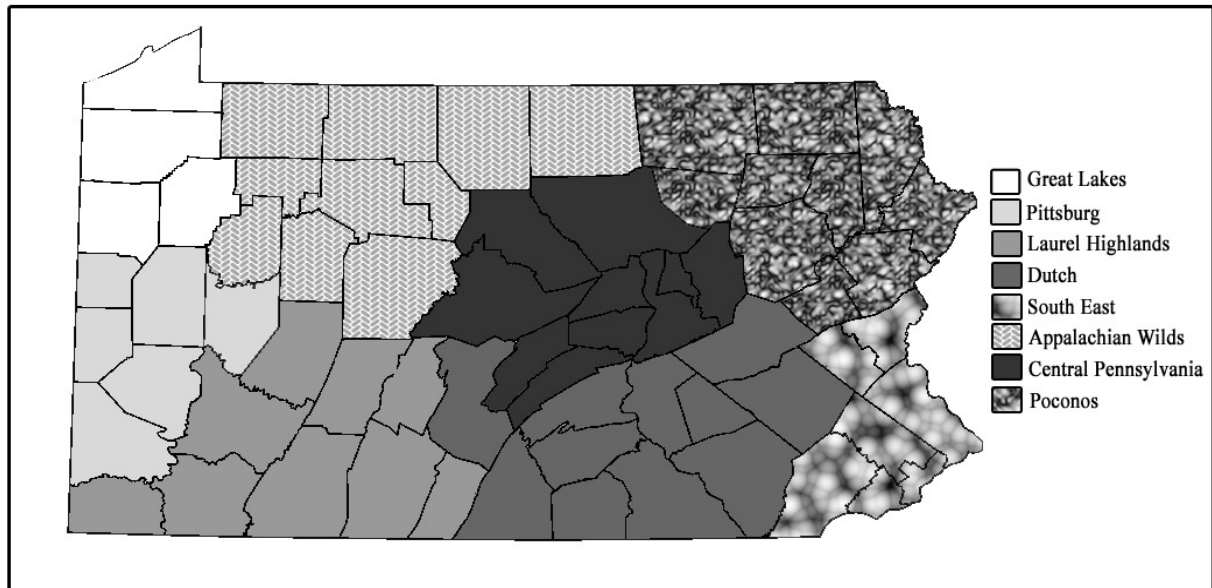 Great Lakes
Pittsburg
Laurel Highlands
Dutch
South East
Appalachian Wilds
Central Pennsylvania
Poconos